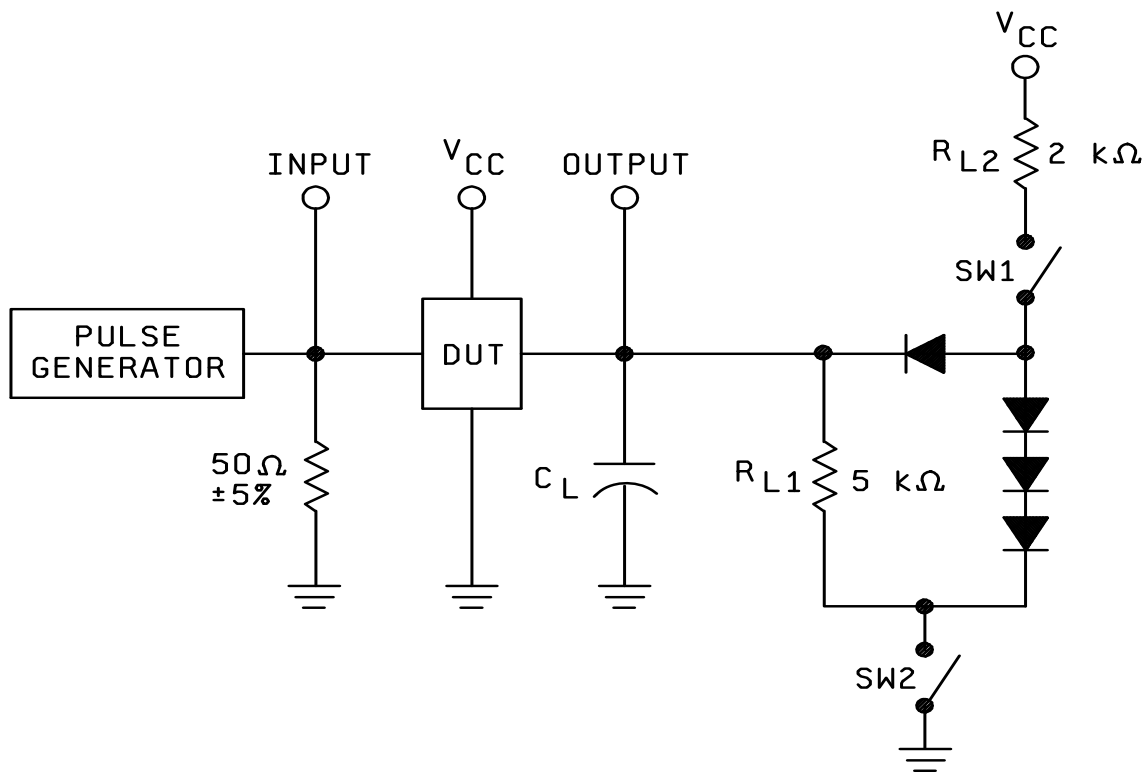 VCC
RL2 2 kΩ
INPUT
VCC
OUTPUT
SW1
PULSE
GENERATOR
DUT
50Ω
±5%
CL
RL1 5 kΩ
SW2